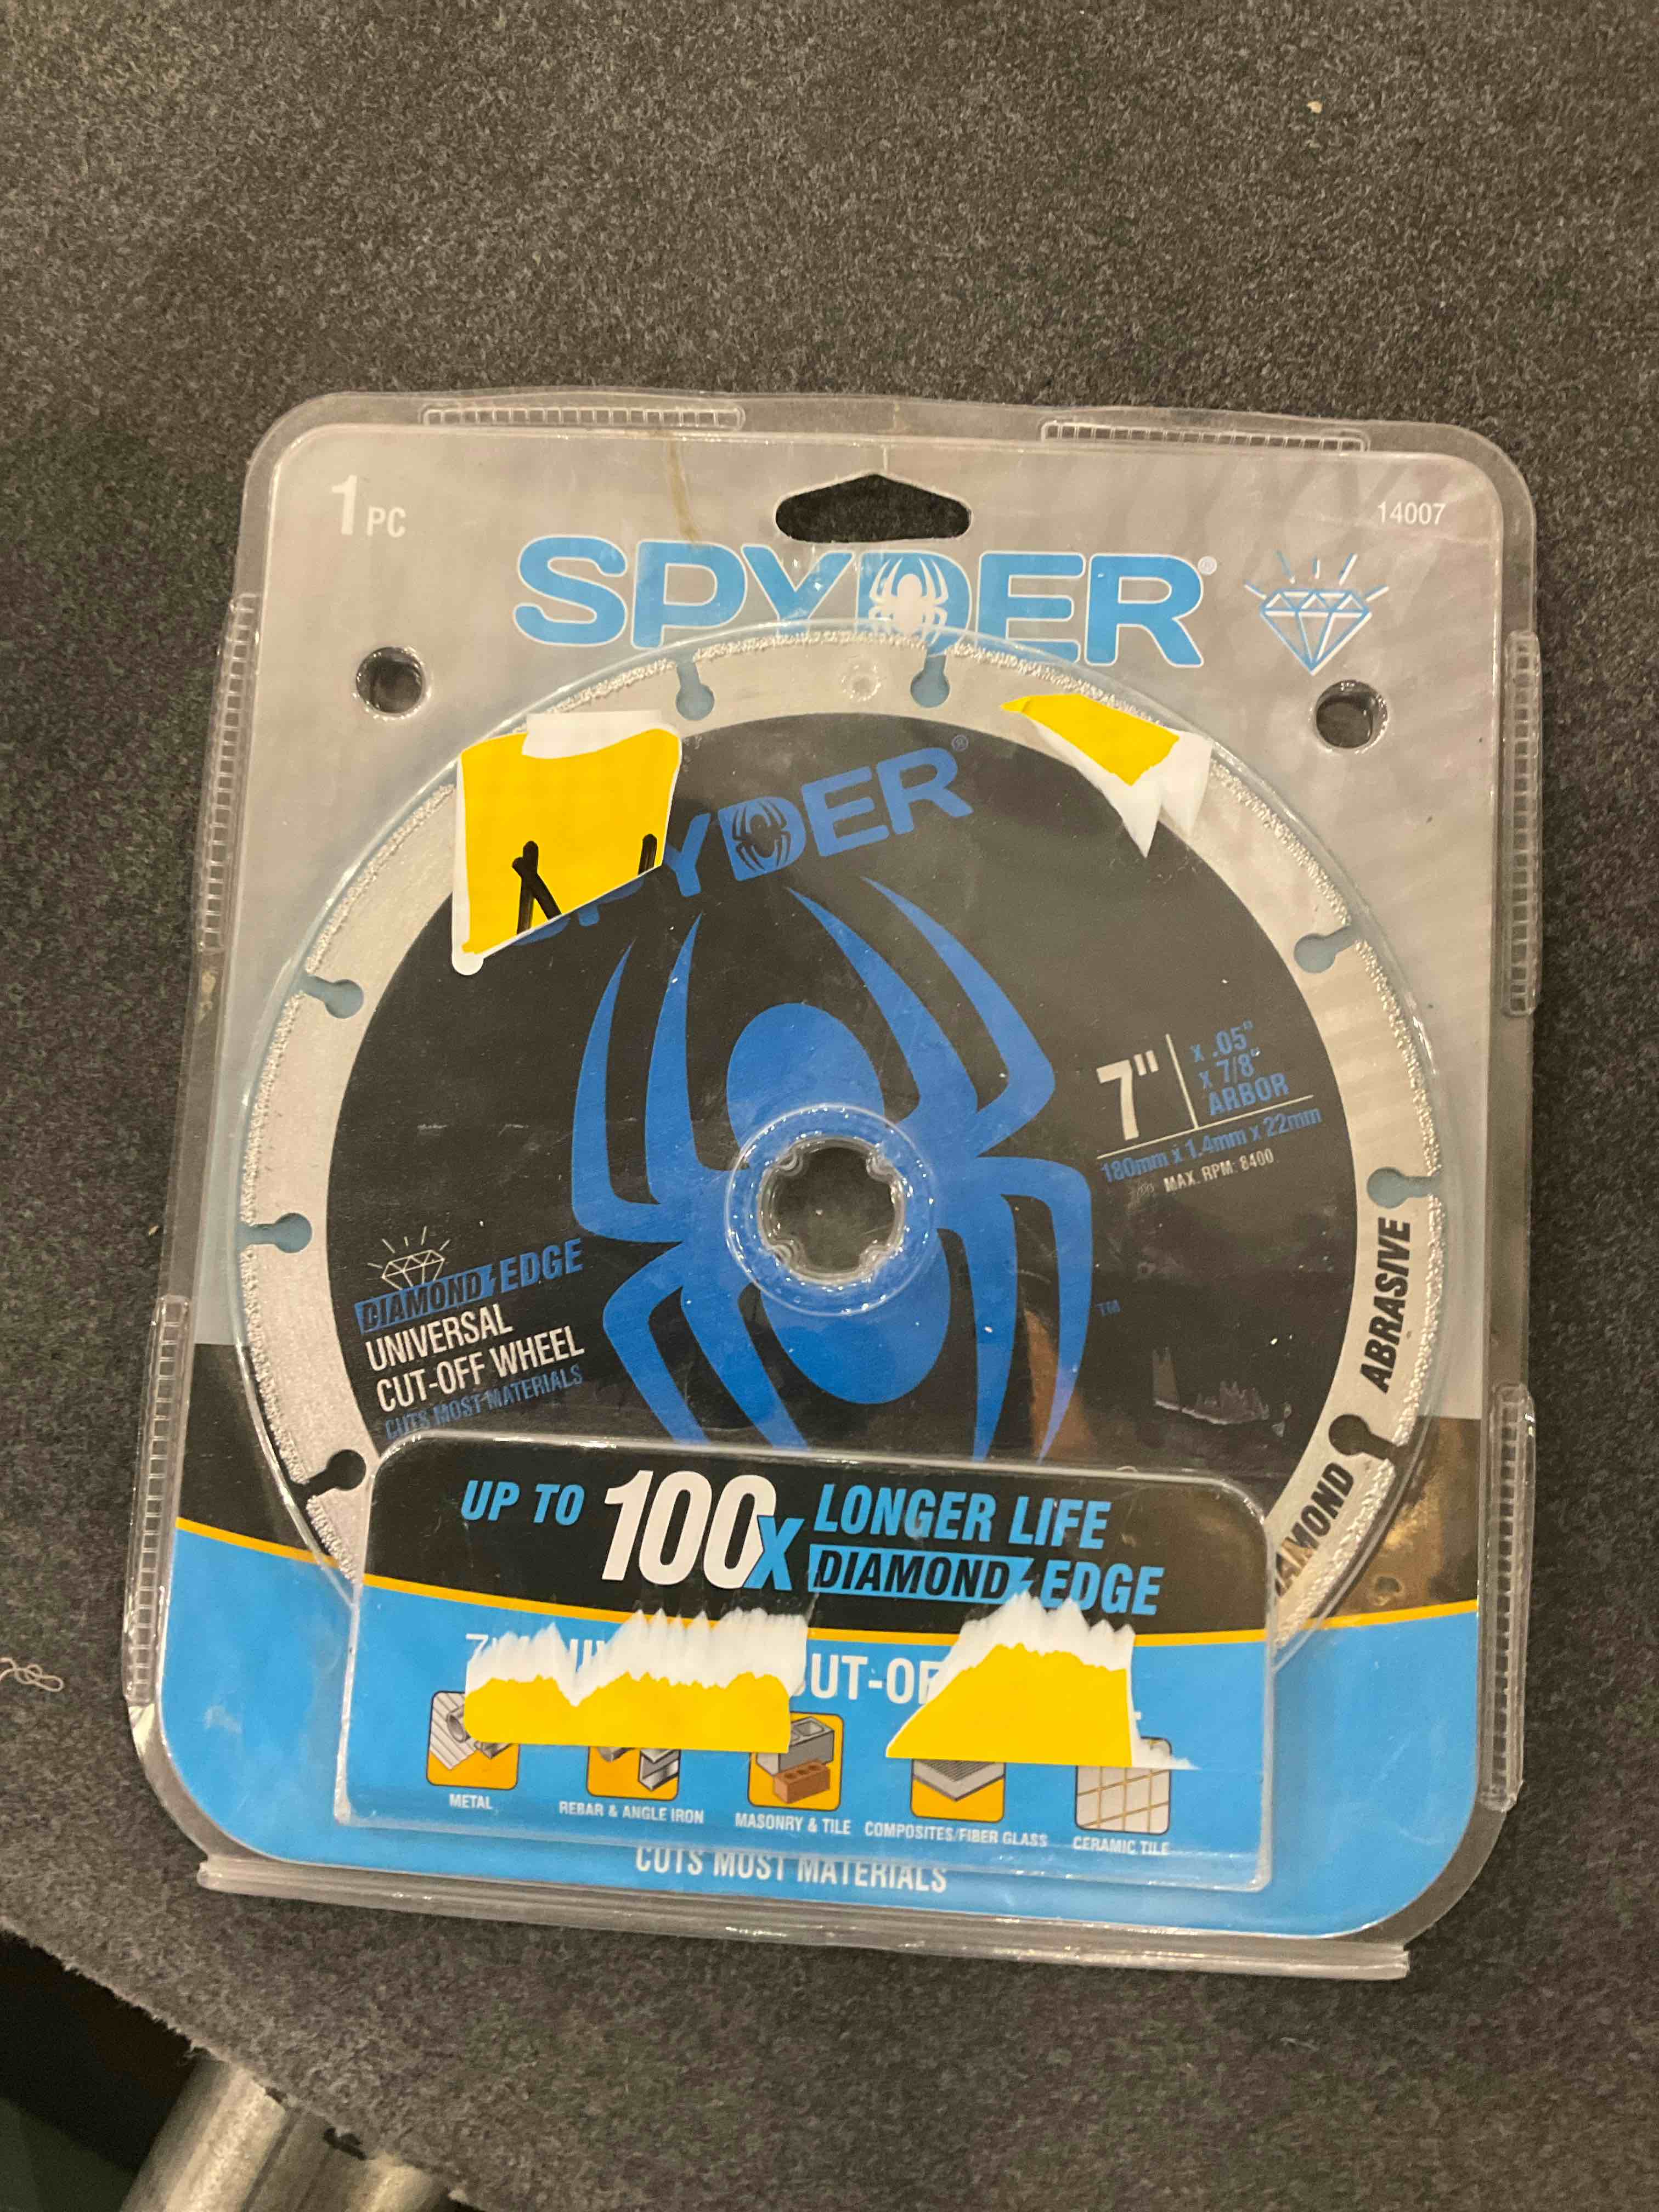 1 PC
14007
SPYDER®
SPYDER®
7" x .05"
x 7/8"
ARBOR
180mm x 1.4mm x 22mm
MAX. RPM: 8400
DIAMOND EDGE
UNIVERSAL
CUT-OFF WHEEL
CUTS MOST MATERIALS
TM
ABRASIVE
UP TO 100X LONGER LIFE
DIAMOND EDGE
METAL
REBAR & ANGLE IRON
MASONRY & TILE
COMPOSITES/FIBER GLASS
CERAMIC TILE
CUTS MOST MATERIALS